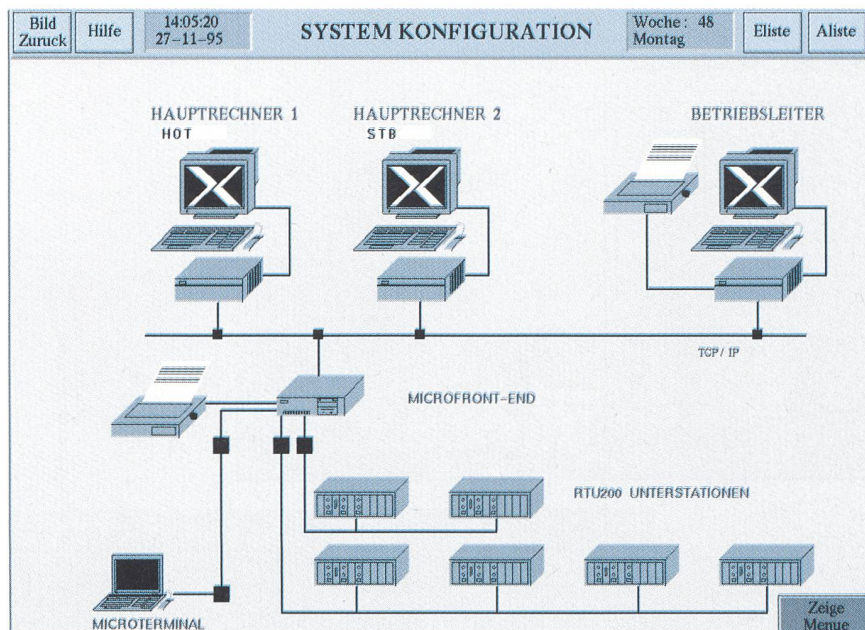 Bild
Zuruck
Hilfe
14:05:20
27-11-95
SYSTEM KONFIGURATION
Woche : 48
Montag
Eliste
Aliste
HAUPTRECHNER 1
HOT
HAUPTRECHNER 2
STB
BETRIEBSLEITER
TCP/ IP
MICROFRONT-END
RTU200 UNTERSTATIONEN
MICROTERMINAL
Zeige
Menue